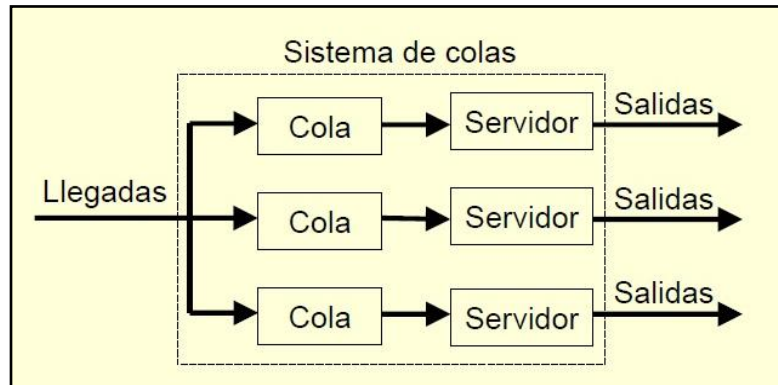 Sistema de colas
Cola
Servidor
Salidas
Llegadas
Cola
Servidor
Salidas
Cola
Servidor
Salidas